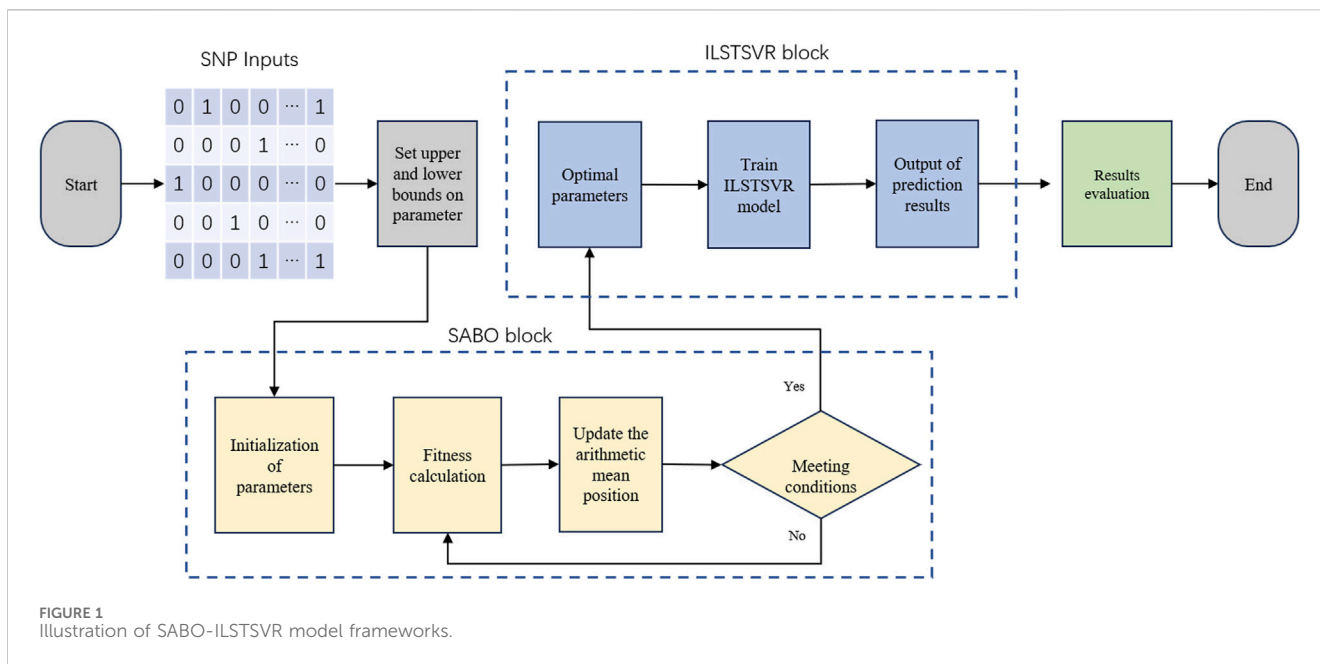 SNP Inputs
ILSTSVR block
0 1 0 0 ··· 1
0 0 0 1 ··· 0
1 0 0 0 ··· 0
0 0 1 0 ··· 0
0 0 0 1 ··· 1
Start
Set upper
and lower
bounds on
parameter
Optimal
parameters
Train
ILSTSVR
model
Output of
prediction
results
Results
evaluation
End
SABO block
Initialization
of
parameters
Fitness
calculation
Update the
arithmetic
mean
position
Meeting
conditions
Yes
No
FIGURE 1
Illustration of SABO-ILSTSVR model frameworks.